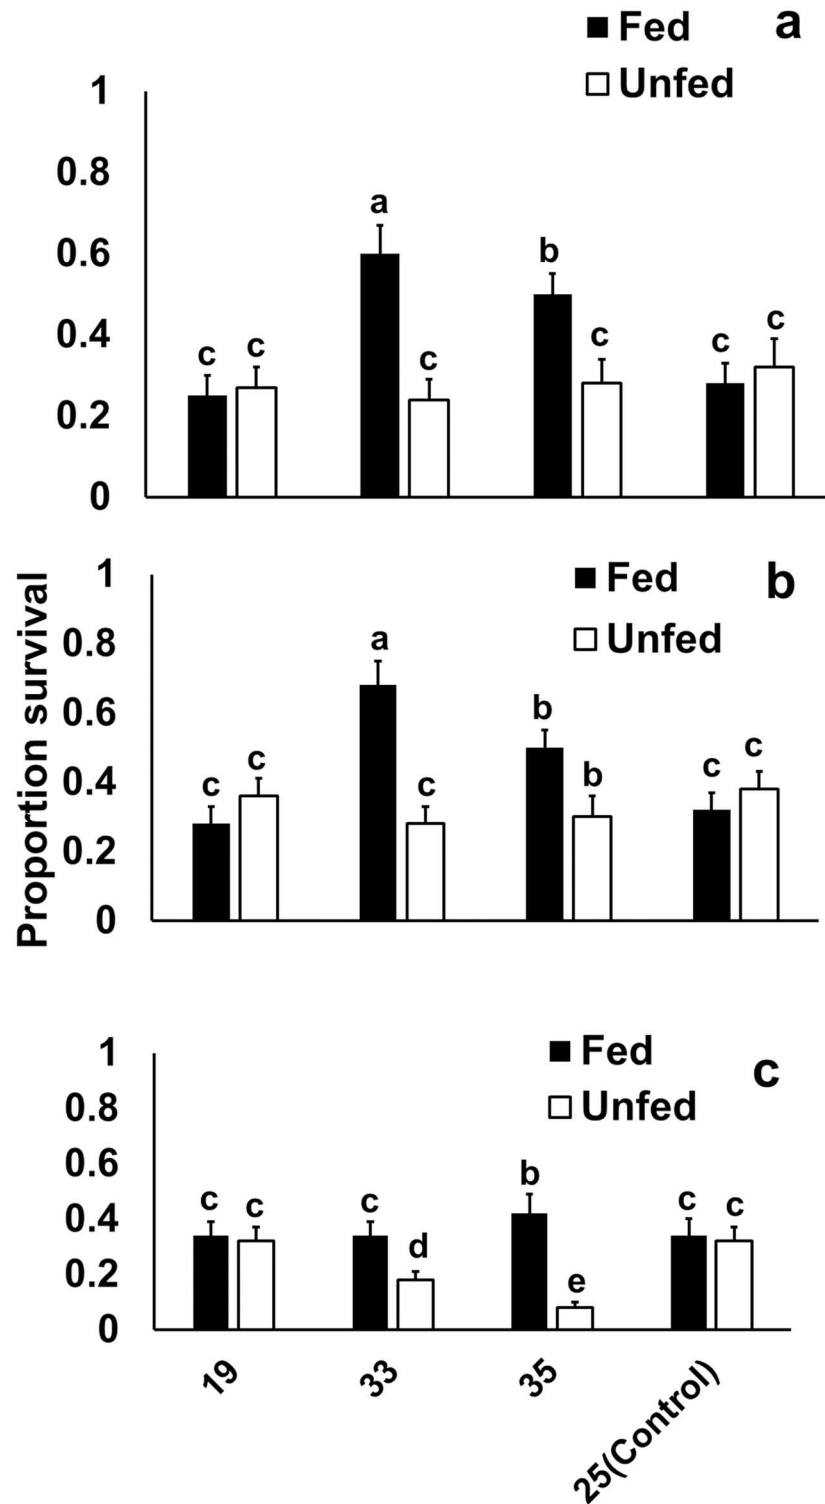 Fed a
Unfed
1
0.8
0.6
0.4
0.2
0
c c a c b c c c
Proportion survival
Fed b
Unfed
1
0.8
0.6
0.4
0.2
0
c c a c b b c c
Fed c
Unfed
1
0.8
0.6
0.4
0.2
0
c c c d b e c c
19 33 35 25(Control)